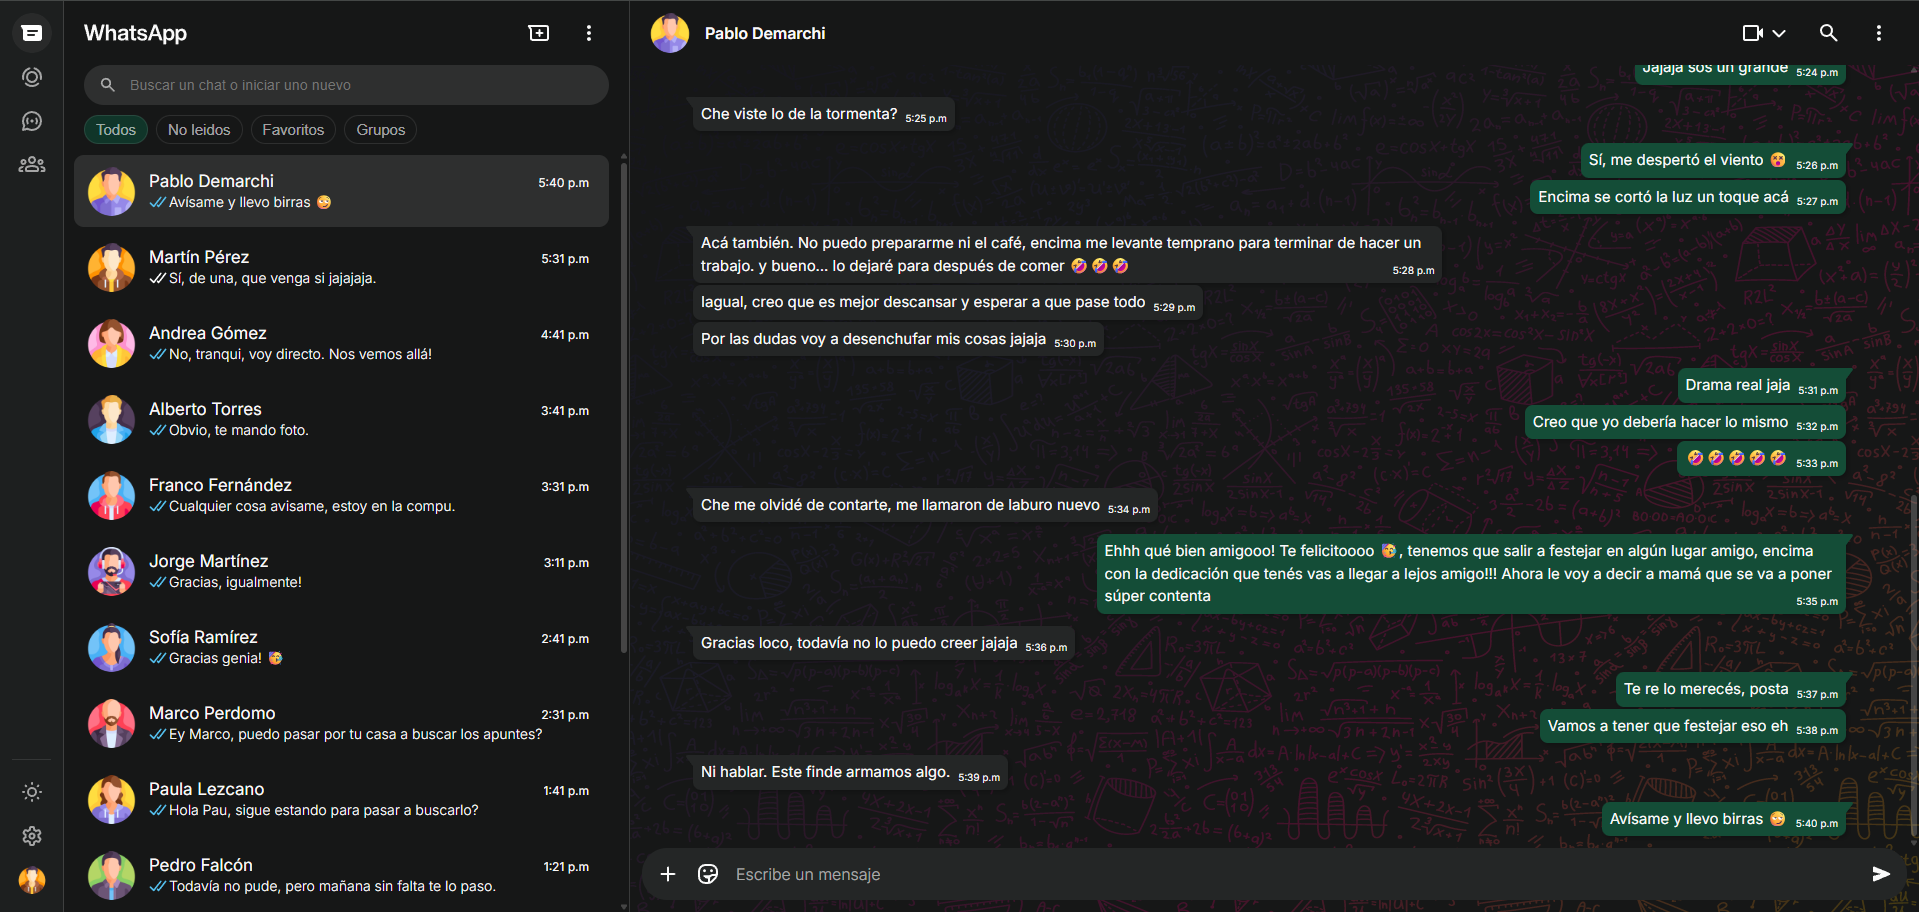 WhatsApp
Buscar un chat o iniciar uno nuevo
Todos
No leidos
Favoritos
Grupos
Pablo Demarchi
5:40 p.m
Avísame y llevo birras
Martín Pérez
5:31 p.m
Sí, de una, que venga si jajajaja.
Andrea Gómez
4:41 p.m
No, tranqui, voy directo. Nos vemos allá!
Alberto Torres
3:41 p.m
Obvio, te mando foto.
Franco Fernández
3:31 p.m
Cualquier cosa avisame, estoy en la compu.
Jorge Martínez
3:11 p.m
Gracias, igualmente!
Sofía Ramírez
2:41 p.m
Gracias genia!
Marco Perdomo
2:31 p.m
Ey Marco, puedo pasar por tu casa a buscar los apuntes?
Paula Lezcano
1:41 p.m
Hola Pau, sigue estando para pasar a buscarlo?
Pedro Falcón
1:21 p.m
Todavía no pude, pero mañana sin falta te lo paso.
Pablo Demarchi
Jajaja sos un grande 5:24 p.m
Che viste lo de la tormenta? 5:25 p.m
Sí, me despertó el viento 😵 5:26 p.m
Encima se cortó la luz un toque acá 5:27 p.m
Acá también. No puedo prepararme ni el café, encima me levante temprano para terminar de hacer un
trabajo. y bueno... lo dejaré para después de comer 🤣 🤣 🤣 5:28 p.m
Iagual, creo que es mejor descansar y esperar a que pase todo 5:29 p.m
Por las dudas voy a desenchufar mis cosas jajaja 5:30 p.m
Drama real jaja 5:31 p.m
Creo que yo debería hacer lo mismo 5:32 p.m
🤣 🤣 🤣 🤣 🤣 5:33 p.m
Che me olvidé de contarte, me llamaron de laburo nuevo 5:34 p.m
Ehhh qué bien amigooo! Te felicitoooo 🥳, tenemos que salir a festejar en algún lugar amigo, encima
con la dedicación que tenés vas a llegar a lejos amigo!!! Ahora le voy a decir a mamá que se va a poner
súper contenta 5:35 p.m
Gracias loco, todavía no lo puedo creer jajaja 5:36 p.m
Te re lo merecés, posta 5:37 p.m
Vamos a tener que festejar eso eh 5:38 p.m
Ni hablar. Este finde armamos algo. 5:39 p.m
Avísame y llevo birras 5:40 p.m
Escribe un mensaje